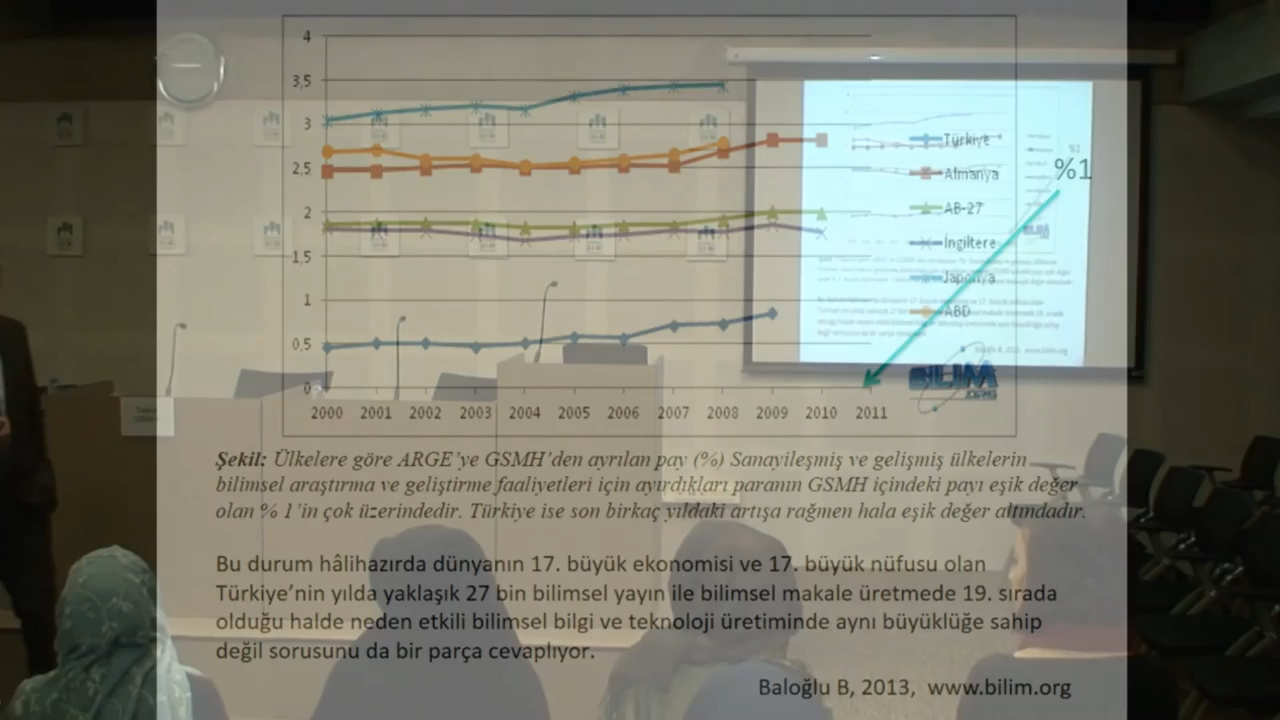 4
3,5
3
2,5
2
1,5
1
0,5
0
2000 2001 2002 2003 2004 2005 2006 2007 2008 2009 2010 2011
Türkiye
Almanya
AB-27
İngiltere
Japonya
ABD
%1
BİLİM
.ORG
Şekil: Ülkelere göre ARGE'ye GSMH'den ayrılan pay (%) Sanayileşmiş ve gelişmiş ülkelerin
bilimsel araştırma ve geliştirme faaliyetleri için ayırdıkları paranın GSMH içindeki payı eşik değer
olan % 1'in çok üzerindedir. Türkiye ise son birkaç yıldaki artışa rağmen hala eşik değer altındadır.
Bu durum hâlihazırda dünyanın 17. büyük ekonomisi ve 17. büyük nüfusu olan
Türkiye'nin yılda yaklaşık 27 bin bilimsel yayın ile bilimsel makale üretmede 19. sırada
olduğu halde neden etkili bilimsel bilgi ve teknoloji üretiminde aynı büyüklüğe sahip
değil sorusunu da bir parça cevaplıyor.
Baloğlu B, 2013, www.bilim.org